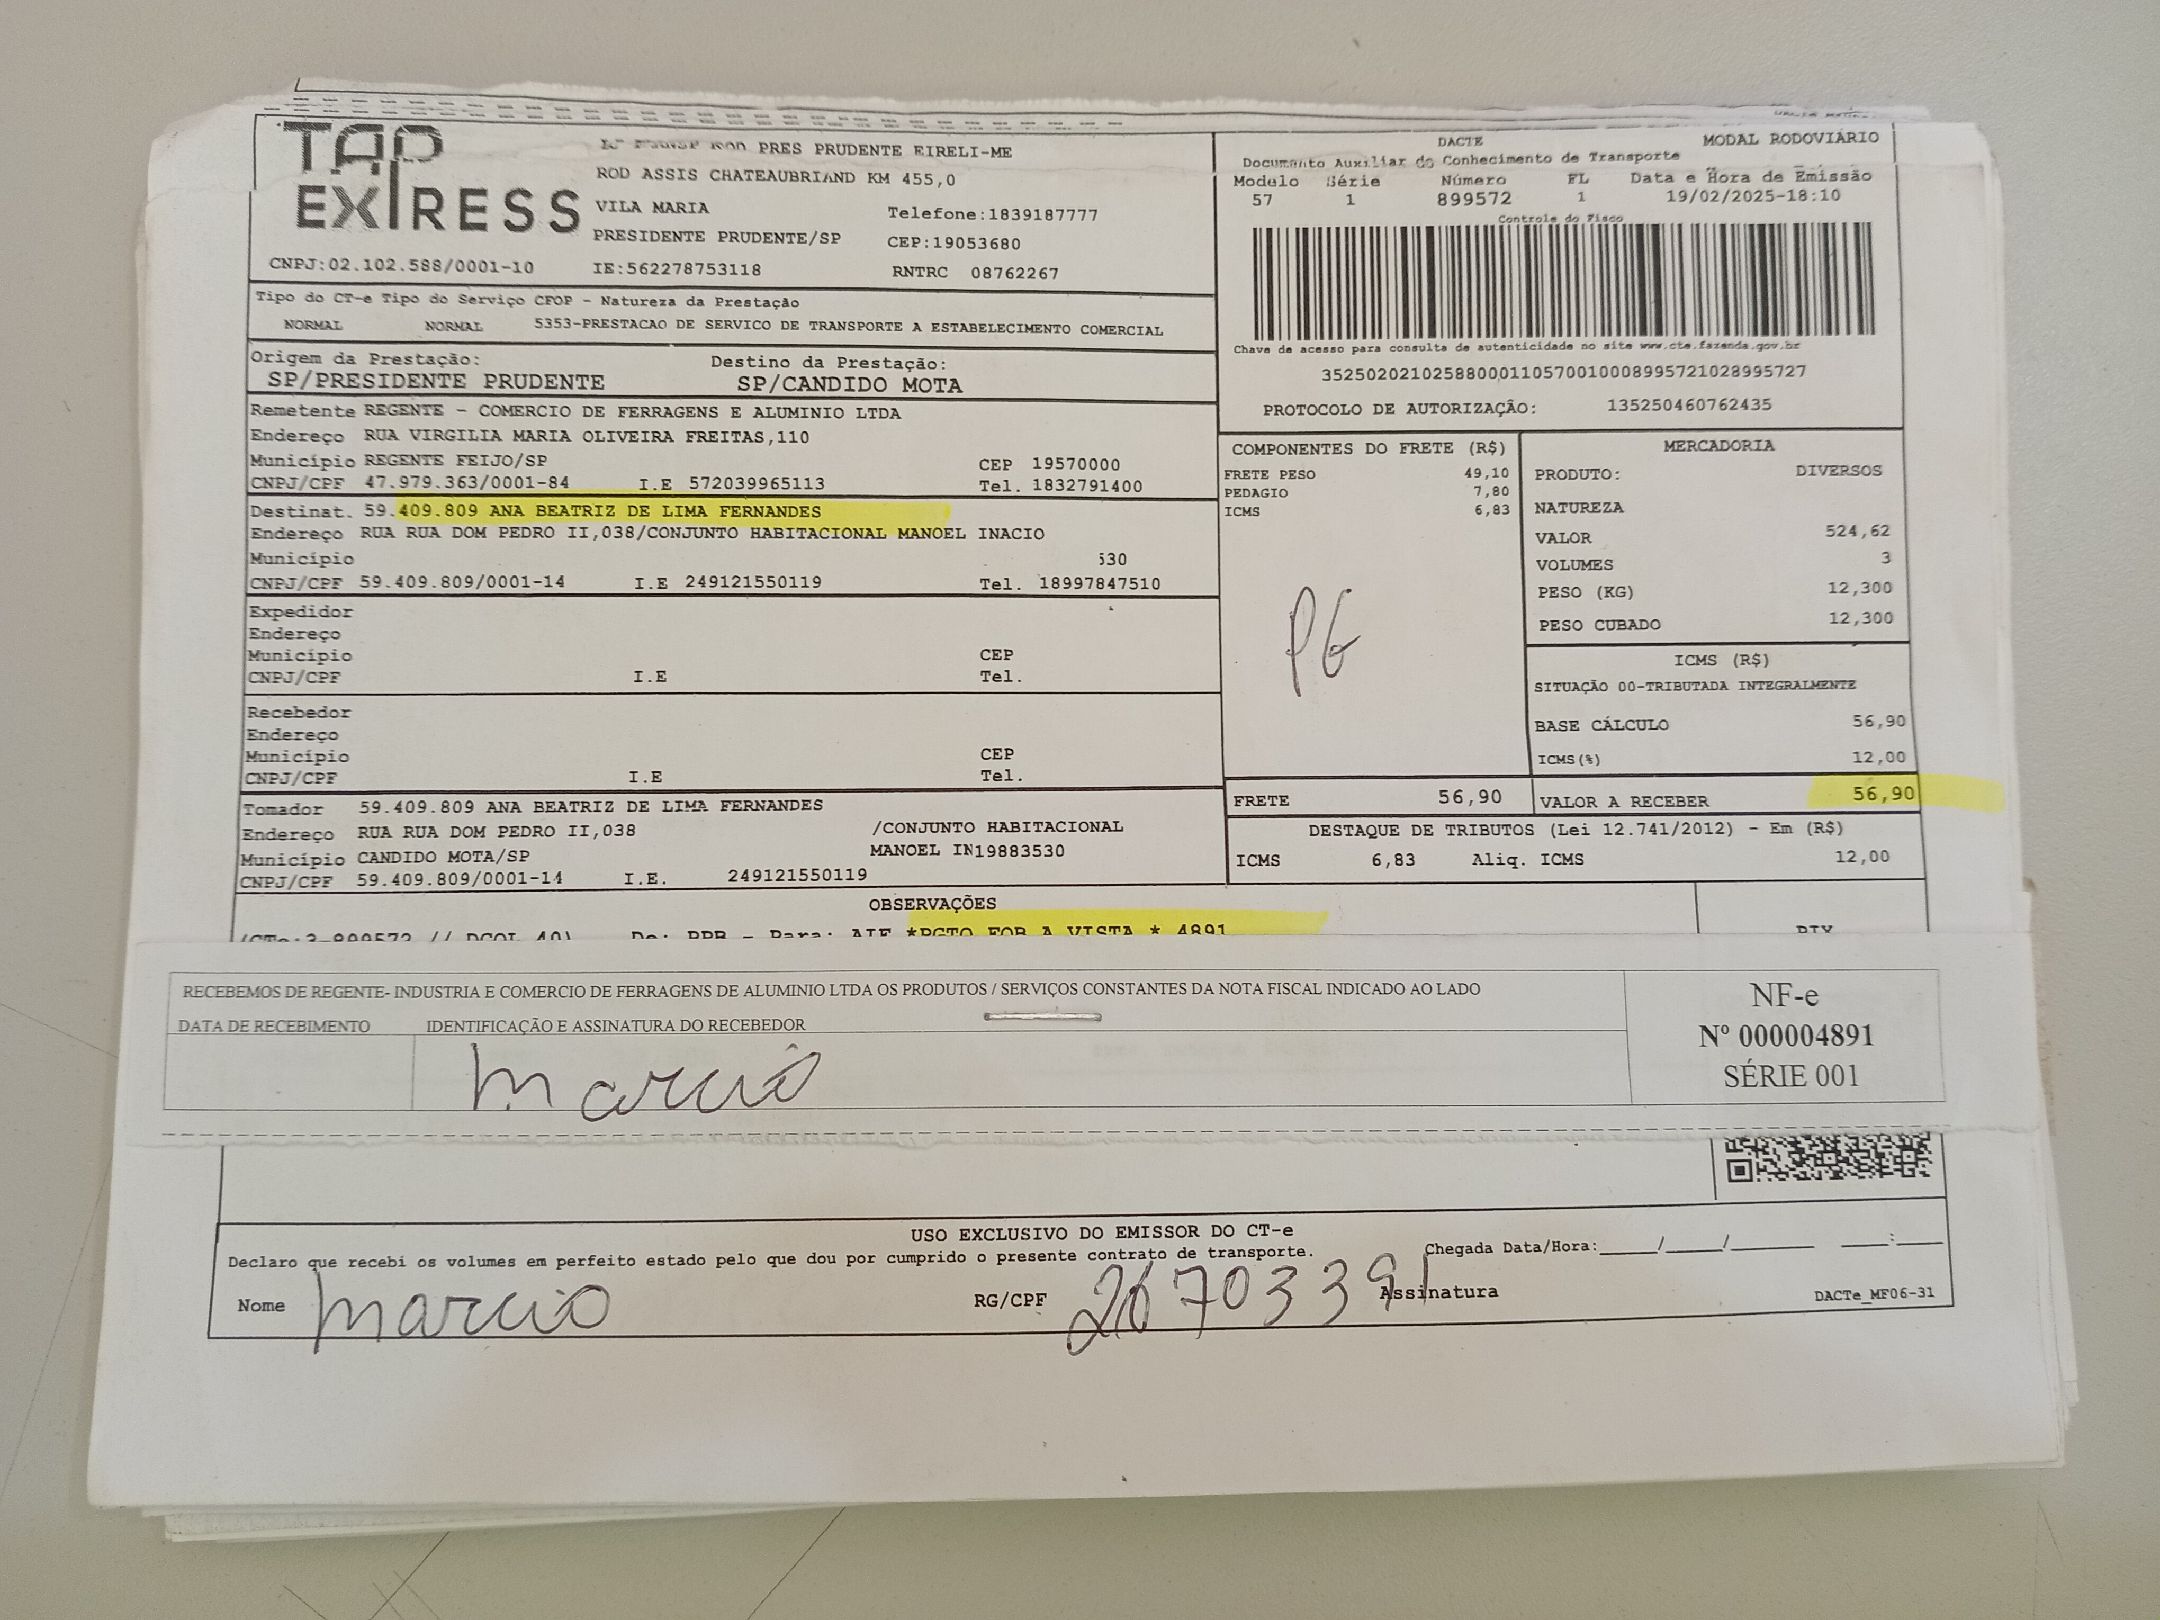 TAP
EXPRESS
PRES PRUDENTE EIRELI-ME
ROD ASSIS CHATEAUBRIAND KM 455,0
VILA MARIA Telefone:1839187777
PRESIDENTE PRUDENTE/SP CEP:19053680
CNPJ:02.102.588/0001-10 IE:562278753118 RNTRC 08762267
DACTE MODAL RODOVIÁRIO
Documento Auxiliar do Conhecimento de Transporte
Modelo Série Número FL Data e Hora de Emissão
57 1 899572 1 19/02/2025-18:10
Controle do Fisco
Chave de acesso para consulta de autenticidade no site www.cte.fazenda.gov.br
35250202102588000110570010008995721028995727
PROTOCOLO DE AUTORIZAÇÃO: 135250460762435
Tipo do CT-e Tipo do Serviço CFOP - Natureza da Prestação
NORMAL NORMAL 5353-PRESTACAO DE SERVICO DE TRANSPORTE A ESTABELECIMENTO COMERCIAL
Origem da Prestação: Destino da Prestação:
SP/PRESIDENTE PRUDENTE SP/CANDIDO MOTA
Remetente REGENTE - COMERCIO DE FERRAGENS E ALUMINIO LTDA
Endereço RUA VIRGILIA MARIA OLIVEIRA FREITAS,110
Município REGENTE FEIJO/SP CEP 19570000
CNPJ/CPF 47.979.363/0001-84 I.E 572039965113 Tel. 1832791400
Destinat. 59.409.809 ANA BEATRIZ DE LIMA FERNANDES
Endereço RUA RUA DOM PEDRO II,038/CONJUNTO HABITACIONAL MANOEL INACIO
Município 530
CNPJ/CPF 59.409.809/0001-14 I.E 249121550119 Tel. 18997847510
Expedidor
Endereço
Município CEP
CNPJ/CPF I.E Tel.
Recebedor
Endereço
Município CEP
CNPJ/CPF I.E Tel.
Tomador 59.409.809 ANA BEATRIZ DE LIMA FERNANDES
Endereço RUA RUA DOM PEDRO II,038 /CONJUNTO HABITACIONAL
Município CANDIDO MOTA/SP MANOEL IN19883530
CNPJ/CPF 59.409.809/0001-14 I.E. 249121550119
COMPONENTES DO FRETE (R$)
FRETE PESO 49,10
PEDAGIO 7,80
ICMS 6,83
PG
MERCADORIA
PRODUTO: DIVERSOS
NATUREZA
VALOR 524,62
VOLUMES 3
PESO (KG) 12,300
PESO CUBADO 12,300
ICMS (R$)
SITUAÇÃO 00-TRIBUTADA INTEGRALMENTE
BASE CÁLCULO 56,90
ICMS(%) 12,00
FRETE 56,90 VALOR A RECEBER 56,90
DESTAQUE DE TRIBUTOS (Lei 12.741/2012) - Em (R$)
ICMS 6,83 Aliq. ICMS 12,00
OBSERVAÇÕES
(CTe:3-899572 // DCOL 40) De: PPB - Para: *PGTO FOB A VISTA * 4891
RECEBEMOS DE REGENTE- INDUSTRIA E COMERCIO DE FERRAGENS DE ALUMINIO LTDA OS PRODUTOS / SERVIÇOS CONSTANTES DA NOTA FISCAL INDICADO AO LADO
DATA DE RECEBIMENTO IDENTIFICAÇÃO E ASSINATURA DO RECEBEDOR
marcio
NF-e
Nº 000004891
SÉRIE 001
USO EXCLUSIVO DO EMISSOR DO CT-e
Declaro que recebi os volumes em perfeito estado pelo que dou por cumprido o presente contrato de transporte. Chegada Data/Hora:_____/_____/_______ ____:____
Nome marcio RG/CPF 26703391 Assinatura DACTe_MF06-31